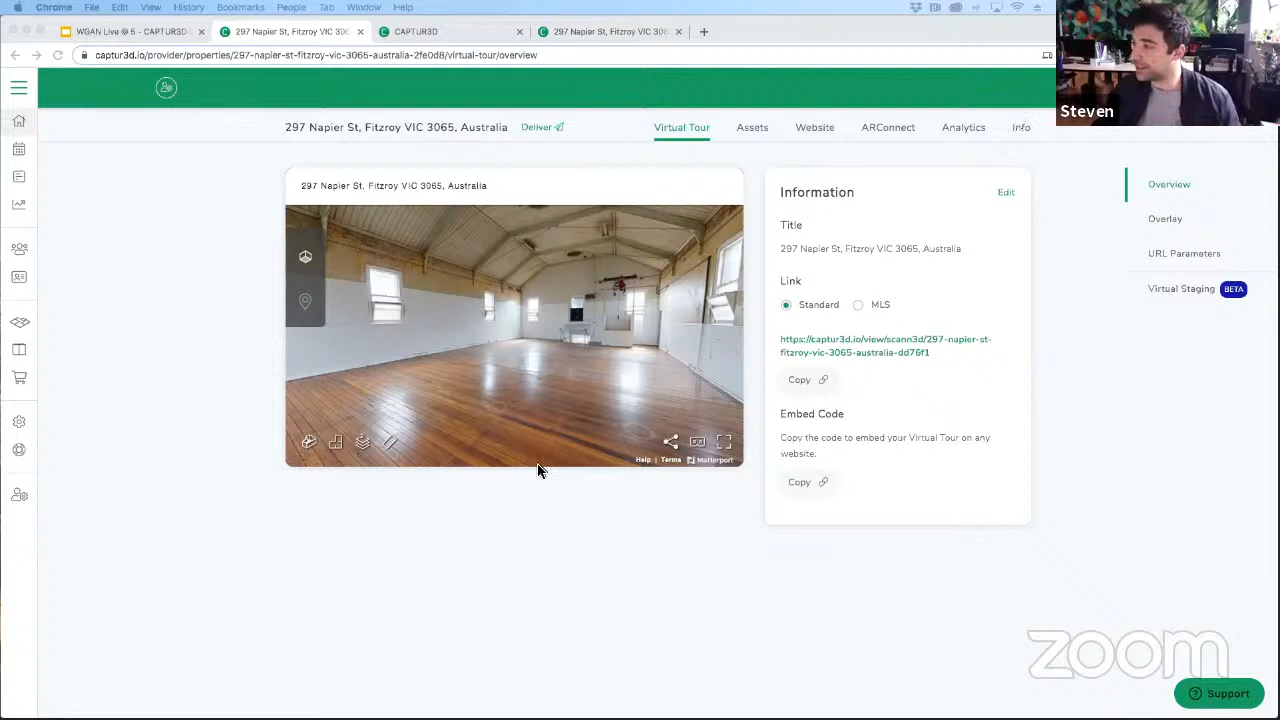 Chrome File Edit View History Bookmarks People Tab Window Help
WGAN Live @ 5 - CAPTUR3D
297 Napier St, Fitzroy VIC 306
CAPTUR3D
297 Napier St, Fitzroy VIC 306
captur3d.io/provider/properties/297-napier-st-fitzroy-vic-3065-australia-2fe0d8/virtual-tour/overview
Steven
297 Napier St, Fitzroy VIC 3065, Australia Deliver
Virtual Tour Assets Website ARConnect Analytics Info
297 Napier St, Fitzroy VIC 3065, Australia
Help | Terms Matterport
Information Edit
Title
297 Napier St, Fitzroy VIC 3065, Australia
Link
Standard MLS
https://captur3d.io/view/scann3d/297-napier-st-
fitzroy-vic-3065-australia-dd76f1
Copy
Embed Code
Copy the code to embed your Virtual Tour on any
website.
Copy
Overview
Overlay
URL Parameters
Virtual Staging BETA
zoom
Support